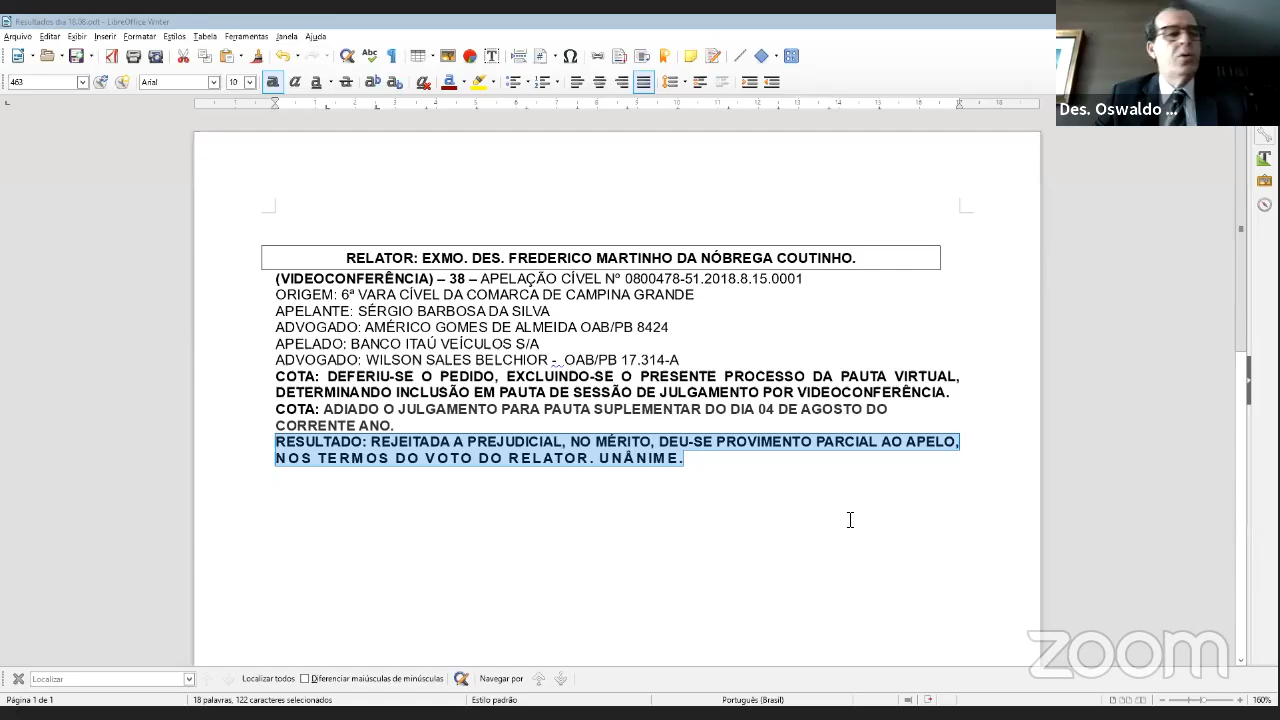 Resultados dia 18.08.odt - LibreOffice Writer
Arquivo Editar Exibir Inserir Formatar Estilos Tabela Ferramentas Janela Ajuda
463 Arial 10
Des. Oswaldo ...
RELATOR: EXMO. DES. FREDERICO MARTINHO DA NÓBREGA COUTINHO.
(VIDEOCONFERÊNCIA) – 38 – APELAÇÃO CÍVEL Nº 0800478-51.2018.8.15.0001
ORIGEM: 6ª VARA CÍVEL DA COMARCA DE CAMPINA GRANDE
APELANTE: SÉRGIO BARBOSA DA SILVA
ADVOGADO: AMÉRICO GOMES DE ALMEIDA OAB/PB 8424
APELADO: BANCO ITAÚ VEÍCULOS S/A
ADVOGADO: WILSON SALES BELCHIOR - OAB/PB 17.314-A
COTA: DEFERIU-SE O PEDIDO, EXCLUINDO-SE O PRESENTE PROCESSO DA PAUTA VIRTUAL,
DETERMINANDO INCLUSÃO EM PAUTA DE SESSÃO DE JULGAMENTO POR VIDEOCONFERÊNCIA.
COTA: ADIADO O JULGAMENTO PARA PAUTA SUPLEMENTAR DO DIA 04 DE AGOSTO DO
CORRENTE ANO.
RESULTADO: REJEITADA A PREJUDICIAL, NO MÉRITO, DEU-SE PROVIMENTO PARCIAL AO APELO,
NOS TERMOS DO VOTO DO RELATOR. UNÂNIME.
zoom
Localizar Localizar todos Diferenciar maiúsculas de minúsculas Navegar por
Página 1 de 1 18 palavras, 122 caracteres selecionados Estilo padrão Português (Brasil) 160%